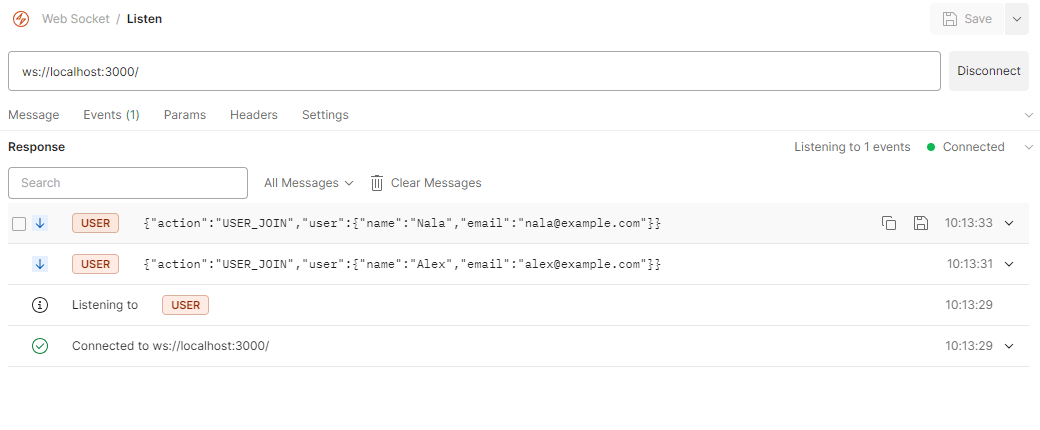 Web Socket / Listen
Save
ws://localhost:3000/
Disconnect
Message Events (1) Params Headers Settings
Response Listening to 1 events Connected
Search All Messages Clear Messages
USER {"action":"USER_JOIN","user":{"name":"Nala","email":"nala@example.com"}} 10:13:33
USER {"action":"USER_JOIN","user":{"name":"Alex","email":"alex@example.com"}} 10:13:31
Listening to USER 10:13:29
Connected to ws://localhost:3000/ 10:13:29